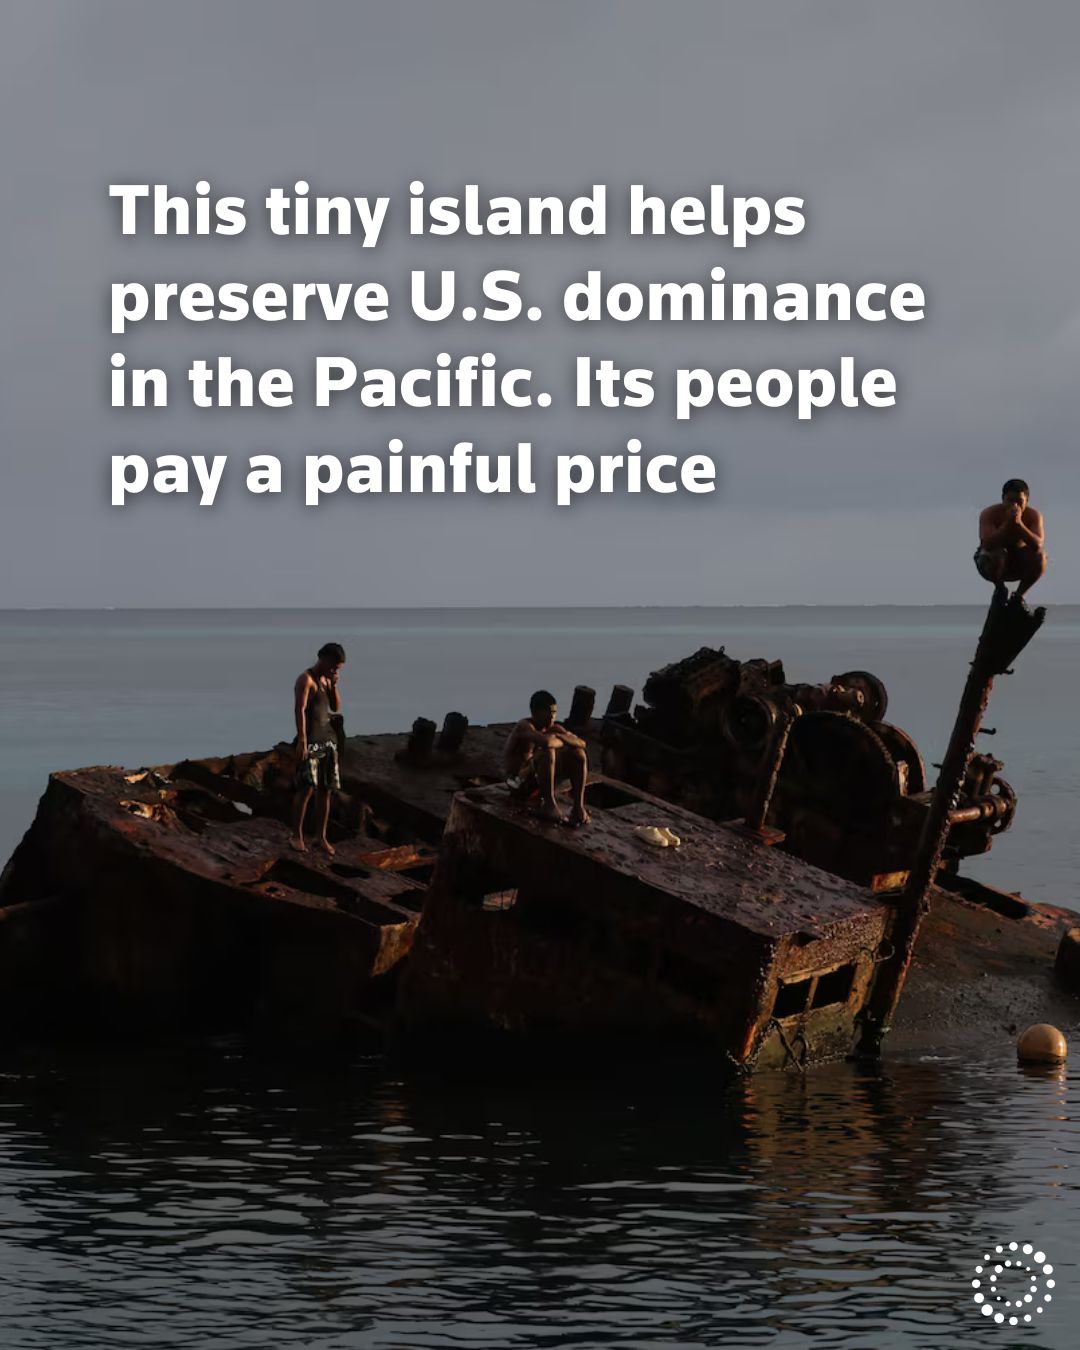 This tiny island helps
preserve U.S. dominance
in the Pacific. Its people
pay a painful price